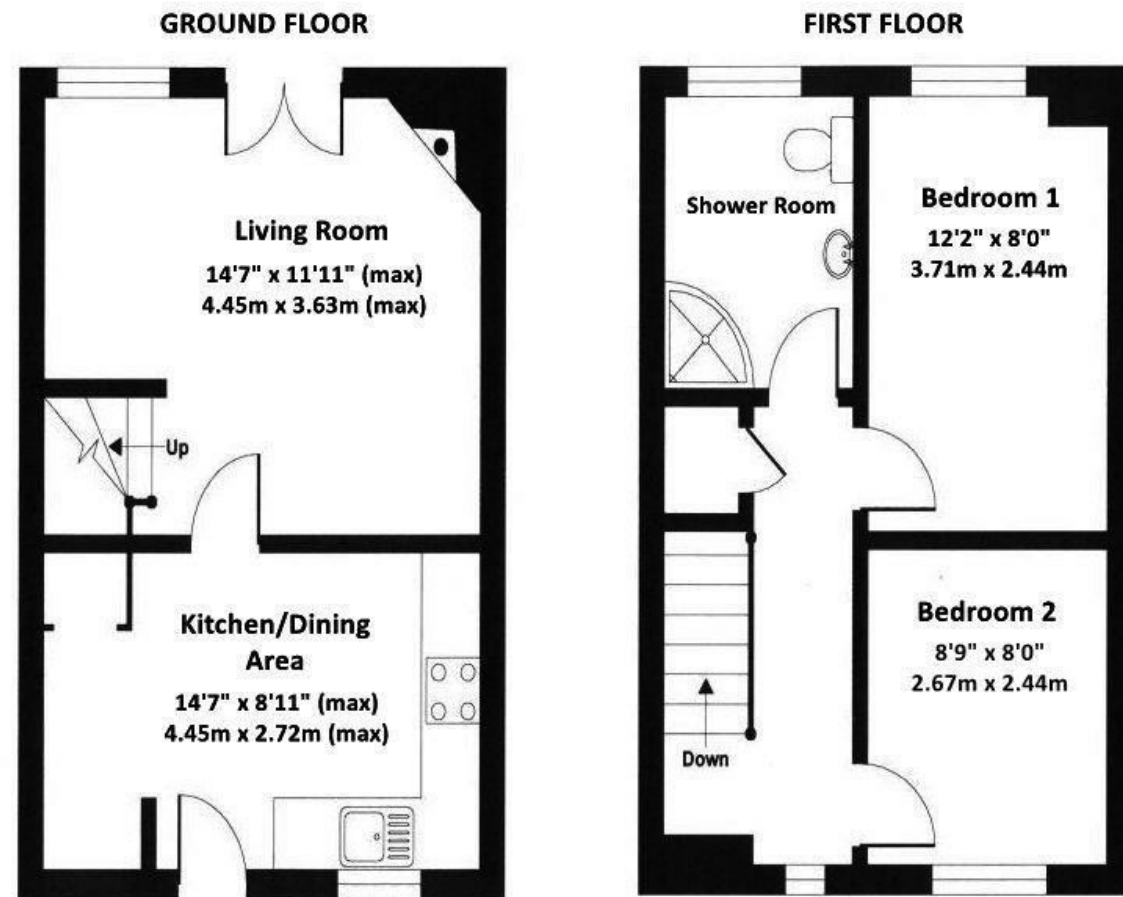 GROUND FLOOR
Living Room
14'7" x 11'11" (max)
4.45m x 3.63m (max)
Up
Kitchen/Dining
Area
14'7" x 8'11" (max)
4.45m x 2.72m (max)
FIRST FLOOR
Shower Room
Bedroom 1
12'2" x 8'0"
3.71m x 2.44m
Bedroom 2
8'9" x 8'0"
2.67m x 2.44m
Down